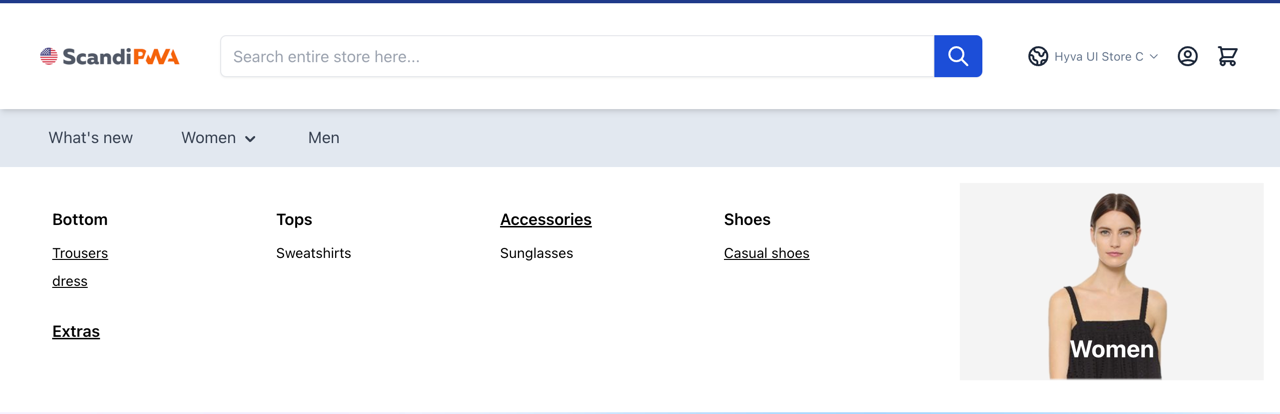 ScandiPWA
Search entire store here...
Hyva UI Store C
What's new
Women
Men
Bottom
Trousers
dress
Extras
Tops
Sweatshirts
Accessories
Sunglasses
Shoes
Casual shoes
Women